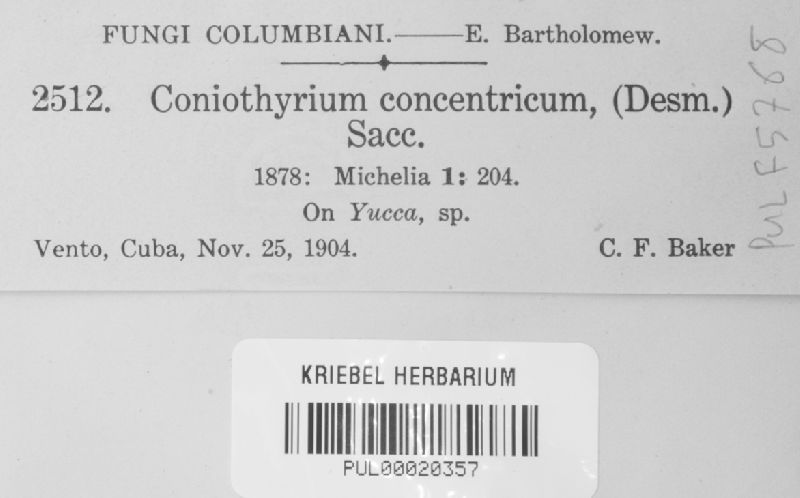 FUNGI COLUMBIANI.——E. Bartholomew.
2512. Coniothyrium concentricum, (Desm.)
Sacc.
1878: Michelia 1: 204.
On Yucca, sp.
Vento, Cuba, Nov. 25, 1904. C. F. Baker
PUL F5768
KRIEBEL HERBARIUM
PUL00020357